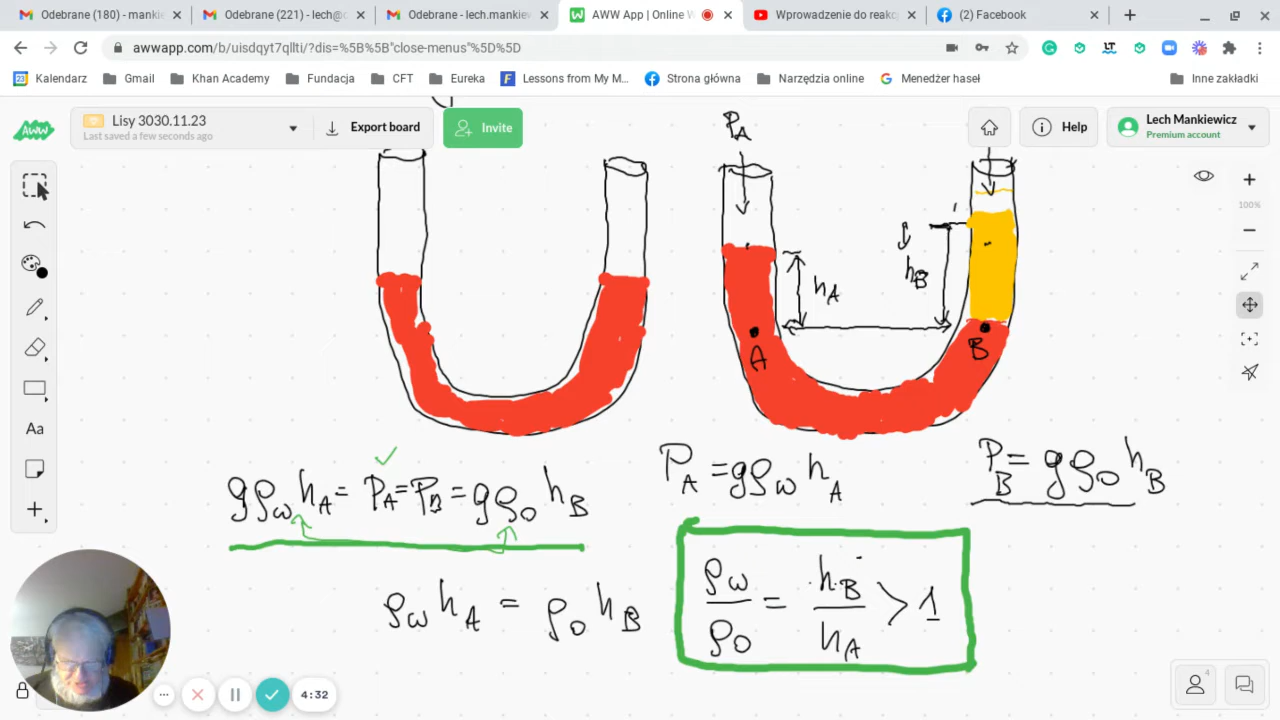 Odebrane (180) - mankie
Odebrane (221) - lech@c
Odebrane - lech.mankiew
AWW App | Online W
Wprowadzenie do reakc
(2) Facebook
awwapp.com/b/uisdqyt7qllti/?dis=%5B%5B"close-menus"%5D%5D
Kalendarz
Gmail
Khan Academy
Fundacja
CFT
Eureka
Lessons from My M...
Strona główna
Narzędzia online
Menedżer haseł
Inne zakładki
AWW
Lisy 3030.11.23
Last saved a few seconds ago
Export board
Invite
Help
Lech Mankiewicz
Premium account
100%
Aa
P_A
h_A
h_B
A
B
gρ_w h_A = P_A = P_B = gρ_o h_B
P_A = gρ_w h_A
P_B = gρ_o h_B
ρ_w h_A = ρ_o h_B
ρ_w/ρ_o = h_B/h_A > 1
4:32
4